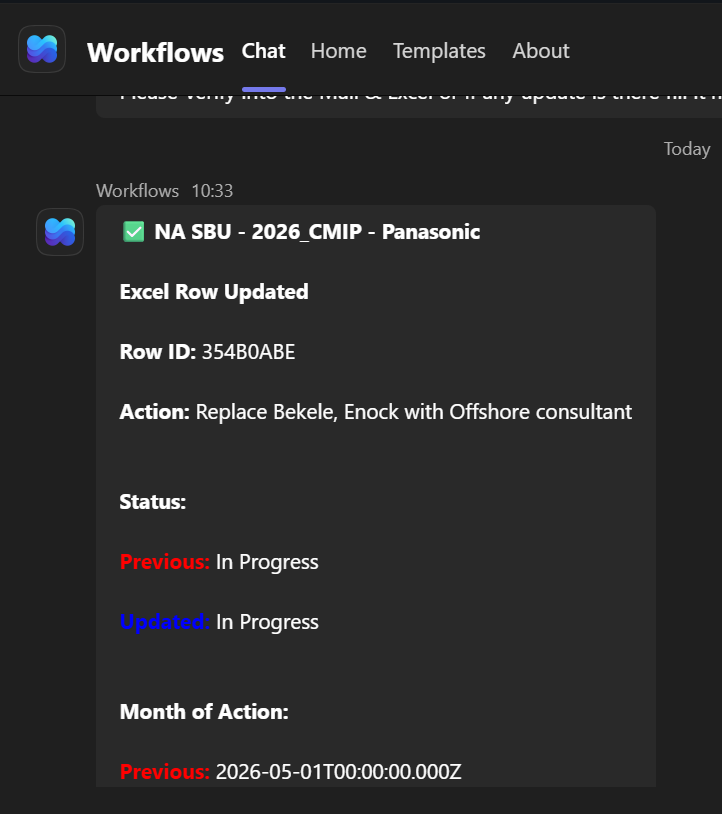 Workflows Chat Home Templates About
Please verify into the Mail & Excel or if any update is there fill it
Today
Workflows 10:33
✅ NA SBU - 2026_CMIP - Panasonic
Excel Row Updated
Row ID: 354B0ABE
Action: Replace Bekele, Enock with Offshore consultant
Status:
Previous: In Progress
Updated: In Progress
Month of Action:
Previous: 2026-05-01T00:00:00.000Z